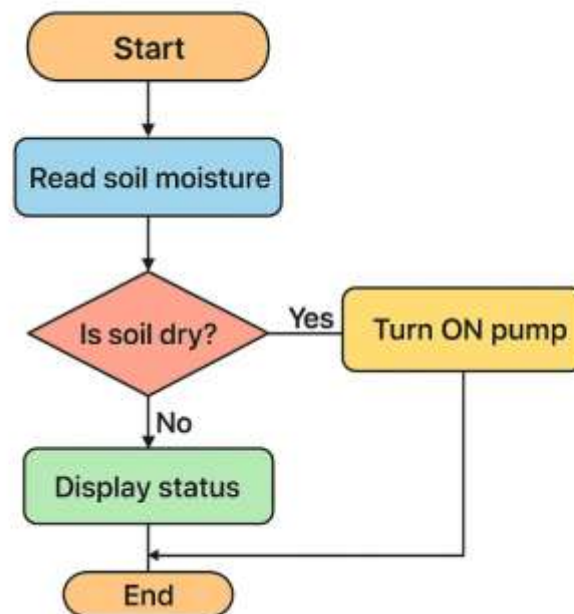 Start
Read soil moisture
Is soil dry?
Yes
Turn ON pump
No
Display status
End